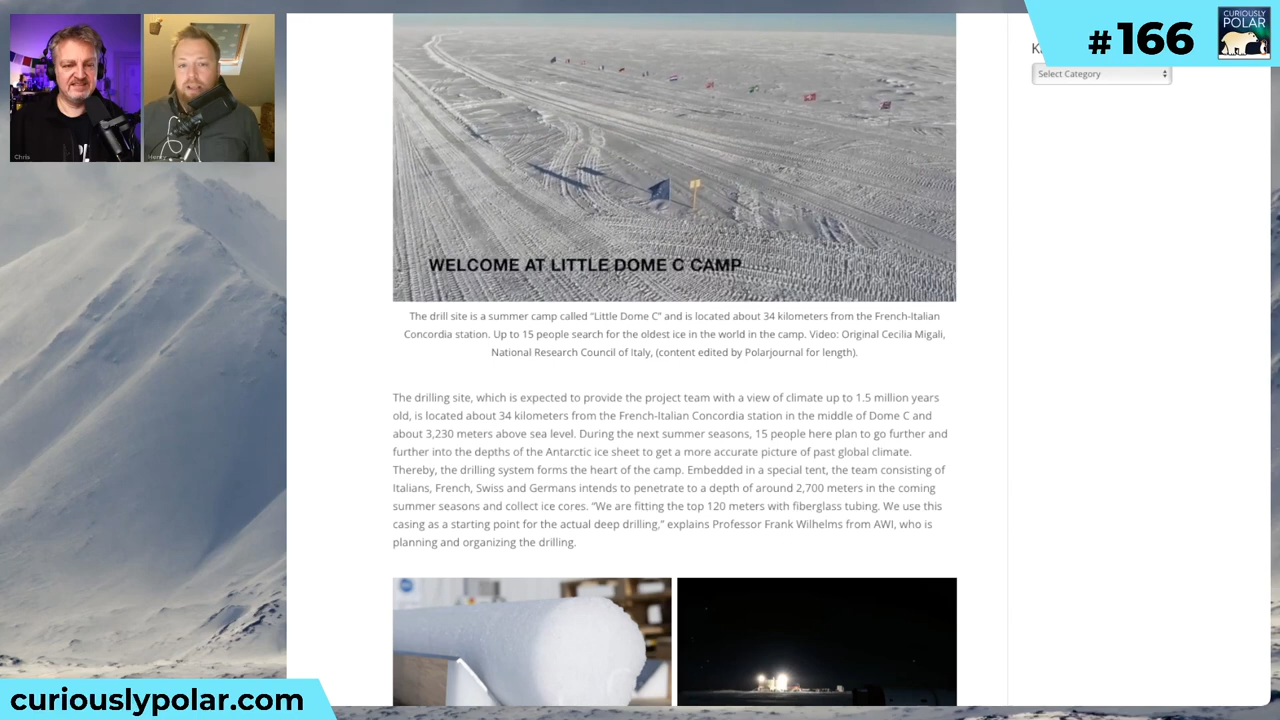 Chris
Henry
# 166
CURIOUSLY
POLAR
Select Category
WELCOME AT LITTLE DOME C CAMP
The drill site is a summer camp called “Little Dome C” and is located about 34 kilometers from the French-Italian
Concordia station. Up to 15 people search for the oldest ice in the world in the camp. Video: Original Cecilia Migali,
National Research Council of Italy, (content edited by Polarjournal for length).
The drilling site, which is expected to provide the project team with a view of climate up to 1.5 million years
old, is located about 34 kilometers from the French-Italian Concordia station in the middle of Dome C and
about 3,230 meters above sea level. During the next summer seasons, 15 people here plan to go further and
further into the depths of the Antarctic ice sheet to get a more accurate picture of past global climate.
Thereby, the drilling system forms the heart of the camp. Embedded in a special tent, the team consisting of
Italians, French, Swiss and Germans intends to penetrate to a depth of around 2,700 meters in the coming
summer seasons and collect ice cores. “We are fitting the top 120 meters with fiberglass tubing. We use this
casing as a starting point for the actual deep drilling,” explains Professor Frank Wilhelms from AWI, who is
planning and organizing the drilling.
curiouslypolar.com